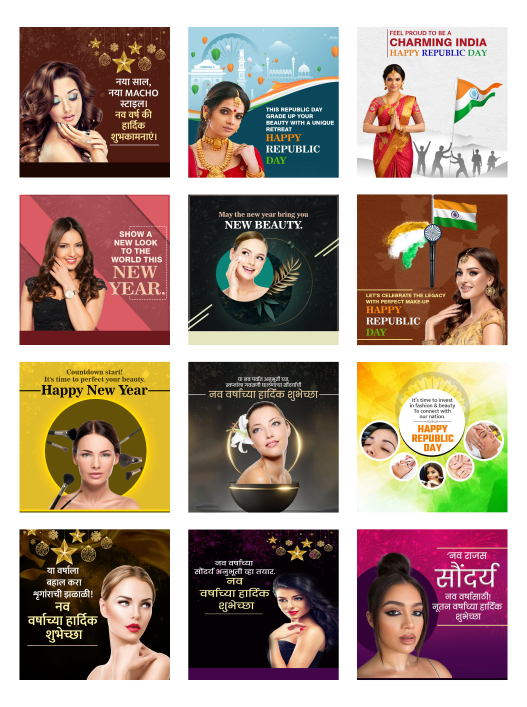 नया साल,
नया MACHO
स्टाइल।
नव वर्ष की
हार्दिक
शुभकामनाएं।
THIS REPUBLIC DAY
GRADE UP YOUR
BEAUTY WITH A UNIQUE
RETREAT
HAPPY
REPUBLIC
DAY
FEEL PROUD TO BE A
CHARMING INDIA
HAPPY REPUBLIC DAY
SHOW A
NEW LOOK
TO THE
WORLD THIS
NEW
YEAR.
May the new year bring you
NEW BEAUTY.
LET'S CELEBRATE THE LEGACY
WITH PERFECT MAKE-UP
HAPPY
REPUBLIC
DAY
Countdown start!
It's time to perfect your beauty.
Happy New Year
या नव पर्वात अनुभूती घ्या,
नव वर्षाच्या हार्दिक शुभेच्छा
It's time to invest
in fashion & beauty
To connect with
our nation.
HAPPY
REPUBLIC
DAY
या वर्षाला
बहाल करा
शृंगाराची झळाळी!
नव
वर्षाच्या हार्दिक
शुभेच्छा
नव वर्षाच्या
सौंदर्य अनुभूती व्हा तयार.
नव
वर्षाच्या हार्दिक
शुभेच्छा
'नव राजस
सौंदर्य
नव वर्षासाठी!
नूतन वर्षाच्या हार्दिक
शुभेच्छा